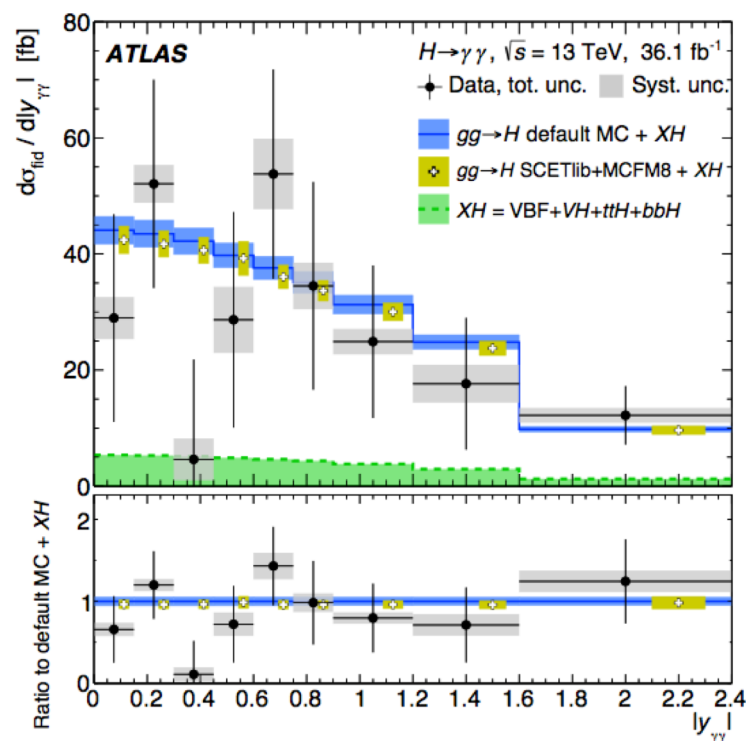 80
60
40
20
0
dσ_fid / d|y_γγ| [fb]
ATLAS
H→γγ, √s = 13 TeV, 36.1 fb⁻¹
Data, tot. unc. Syst. unc.
gg→H default MC + XH
gg→H SCETlib+MCFM8 + XH
XH = VBF+VH+ttH+bbH
2
1
0
Ratio to default MC + XH
0 0.2 0.4 0.6 0.8 1 1.2 1.4 1.6 1.8 2 2.2 2.4
|y_γγ|